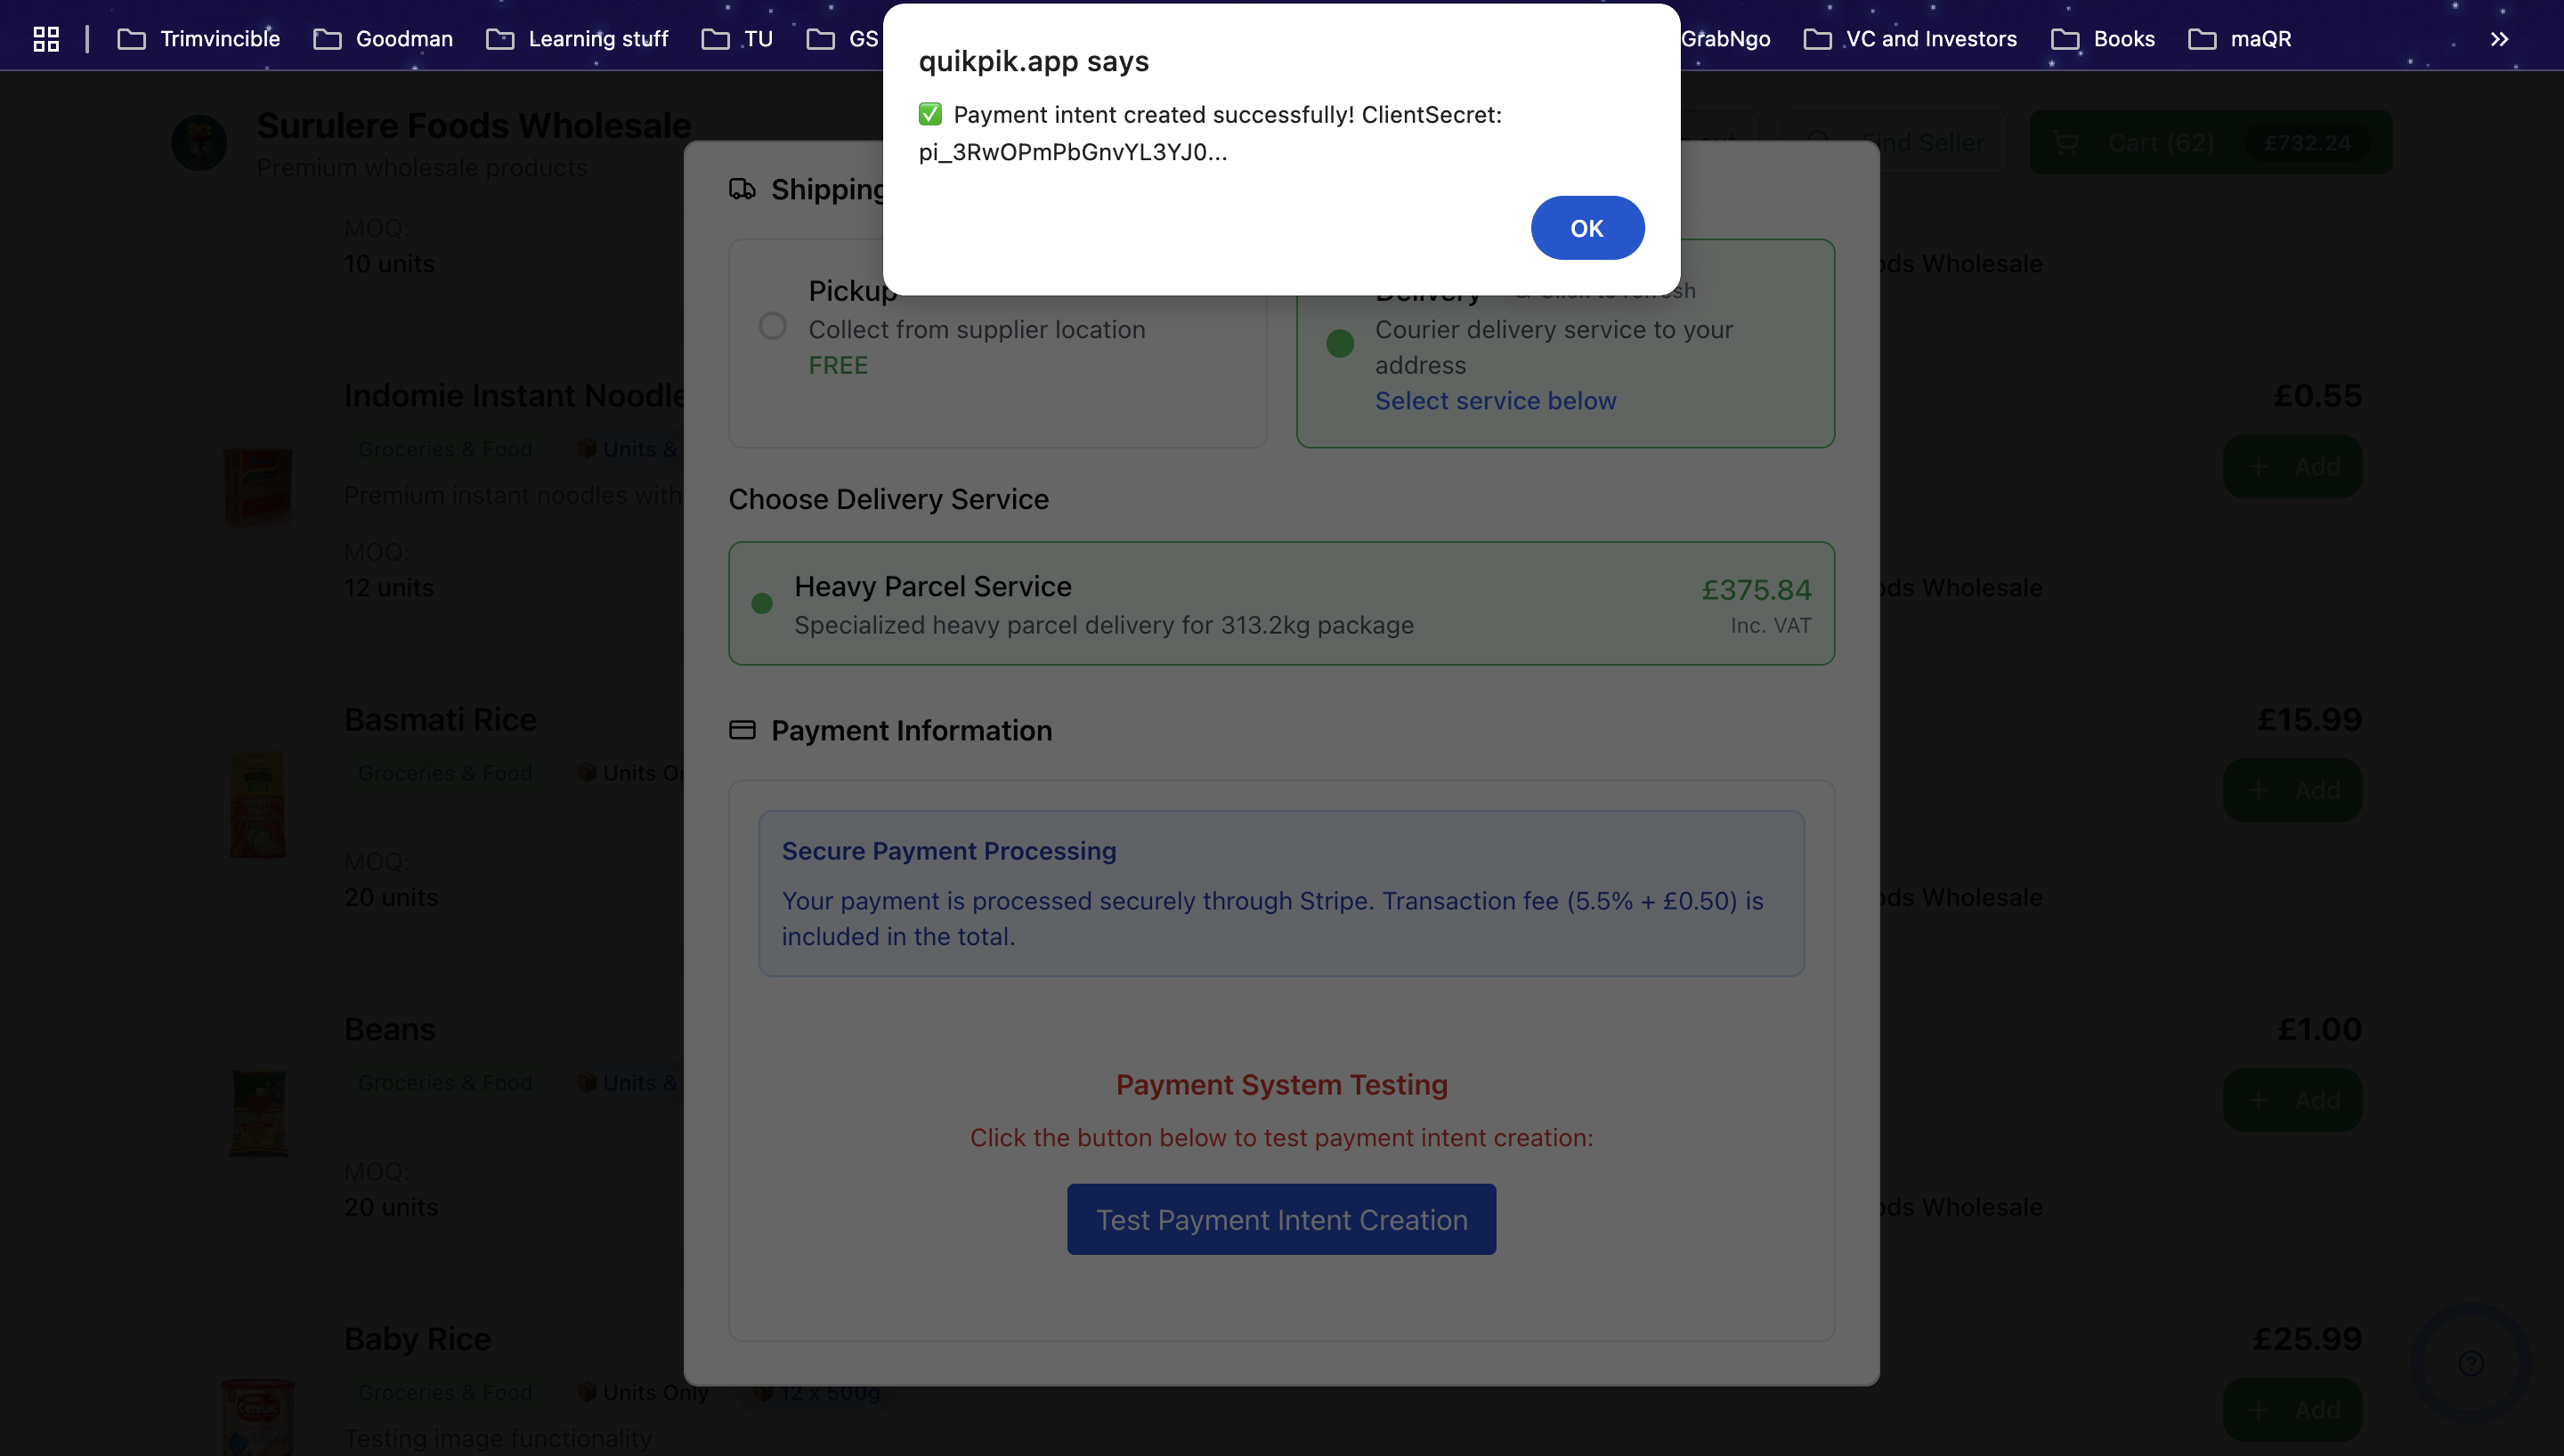 Trimvincible
Goodman
Learning stuff
TU
GS
GrabNgo
VC and Investors
Books
maQR
quikpik.app says
✅ Payment intent created successfully! ClientSecret:
pi_3RwOPmPbGnvYL3YJ0...
OK
Surulere Foods Wholesale
Premium wholesale products
Find Seller
Cart (62)
£732.24
Shipping
MOQ:
10 units
Wholesale
Pickup
Collect from supplier location
FREE
Delivery
Click to refresh
Courier delivery service to your
address
Select service below
Choose Delivery Service
Heavy Parcel Service
£375.84
Specialized heavy parcel delivery for 313.2kg package
Inc. VAT
Payment Information
Secure Payment Processing
Your payment is processed securely through Stripe. Transaction fee (5.5% + £0.50) is
included in the total.
Payment System Testing
Click the button below to test payment intent creation:
Test Payment Intent Creation
Indomie Instant Noodle
£0.55
Groceries & Food
Units &
+ Add
Premium instant noodles with
MOQ:
12 units
Wholesale
Basmati Rice
£15.99
Groceries & Food
Units
+ Add
MOQ:
20 units
Wholesale
Beans
£1.00
Groceries & Food
Units &
+ Add
MOQ:
20 units
Wholesale
Baby Rice
£25.99
Groceries & Food
Units Only
12 x 500g
+ Add
Testing image functionality
Cerelac